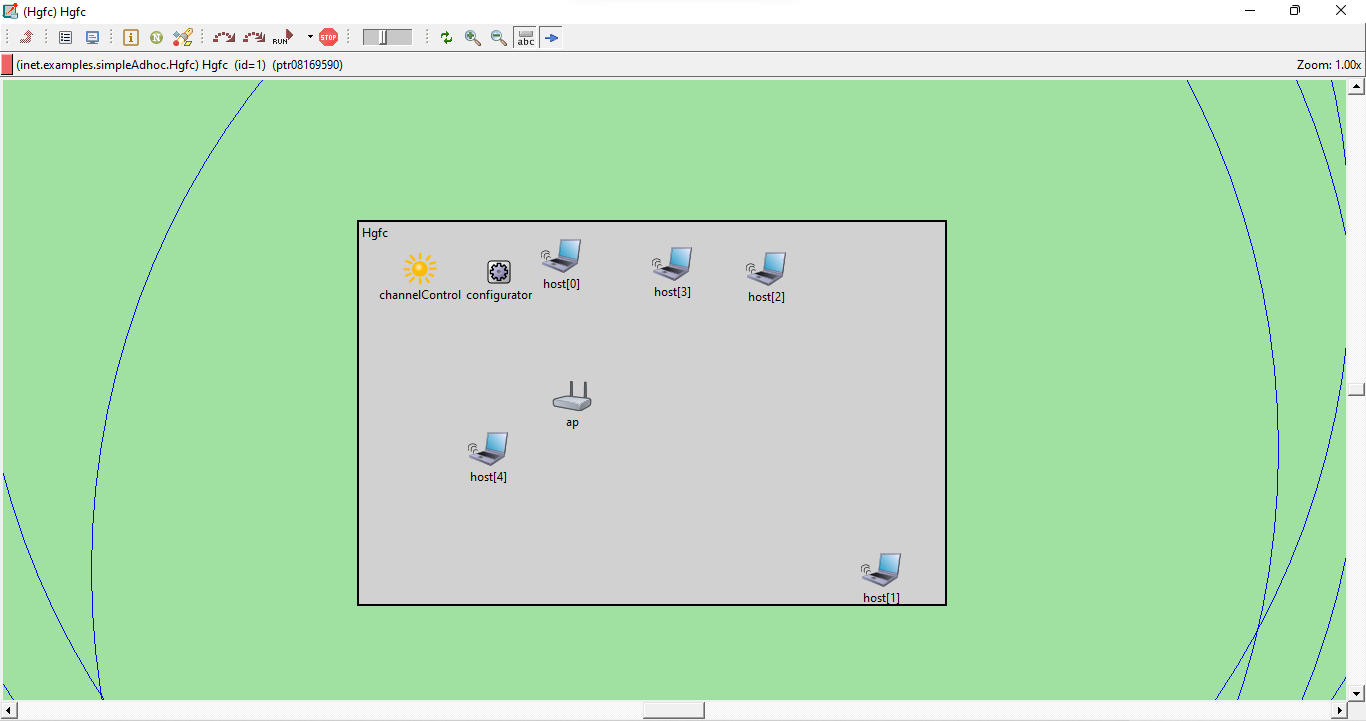 (Hgfc) Hgfc
N
RUN
STOP
abc
(inet.examples.simpleAdhoc.Hgfc) Hgfc (id=1) (ptr08169590)
Zoom: 1.00x
Hgfc
channelControl
configurator
host[0]
host[3]
host[2]
ap
host[4]
host[1]